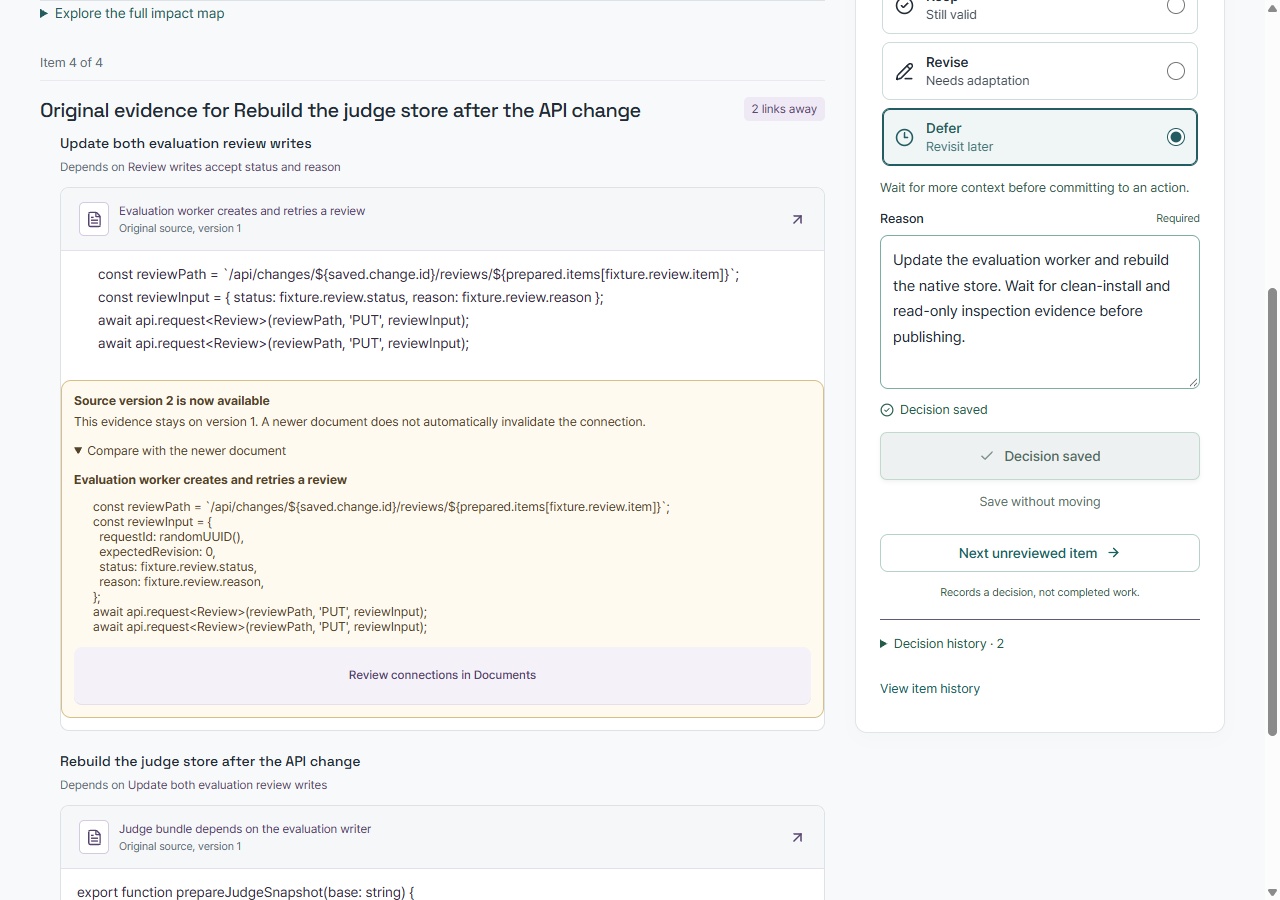 Explore the full impact map
Item 4 of 4
Original evidence for Rebuild the judge store after the API change
2 links away
Update both evaluation review writes
Depends on Review writes accept status and reason
Evaluation worker creates and retries a review
Original source, version 1
const reviewPath = `/api/changes/${saved.change.id}/reviews/${prepared.items[fixture.review.item]}`;
const reviewInput = { status: fixture.review.status, reason: fixture.review.reason };
await api.request<Review>(reviewPath, 'PUT', reviewInput);
await api.request<Review>(reviewPath, 'PUT', reviewInput);
Source version 2 is now available
This evidence stays on version 1. A newer document does not automatically invalidate the connection.
Compare with the newer document
Evaluation worker creates and retries a review
const reviewPath = `/api/changes/${saved.change.id}/reviews/${prepared.items[fixture.review.item]}`;
const reviewInput = {
requestId: randomUUID(),
expectedRevision: 0,
status: fixture.review.status,
reason: fixture.review.reason,
};
await api.request<Review>(reviewPath, 'PUT', reviewInput);
await api.request<Review>(reviewPath, 'PUT', reviewInput);
Review connections in Documents
Rebuild the judge store after the API change
Depends on Update both evaluation review writes
Judge bundle depends on the evaluation writer
Original source, version 1
export function prepareJudgeSnapshot(base: string) {
Still valid
Revise
Needs adaptation
Defer
Revisit later
Wait for more context before committing to an action.
Reason
Required
Update the evaluation worker and rebuild
the native store. Wait for clean-install and
read-only inspection evidence before
publishing.
Decision saved
Decision saved
Save without moving
Next unreviewed item
Records a decision, not completed work.
Decision history · 2
View item history